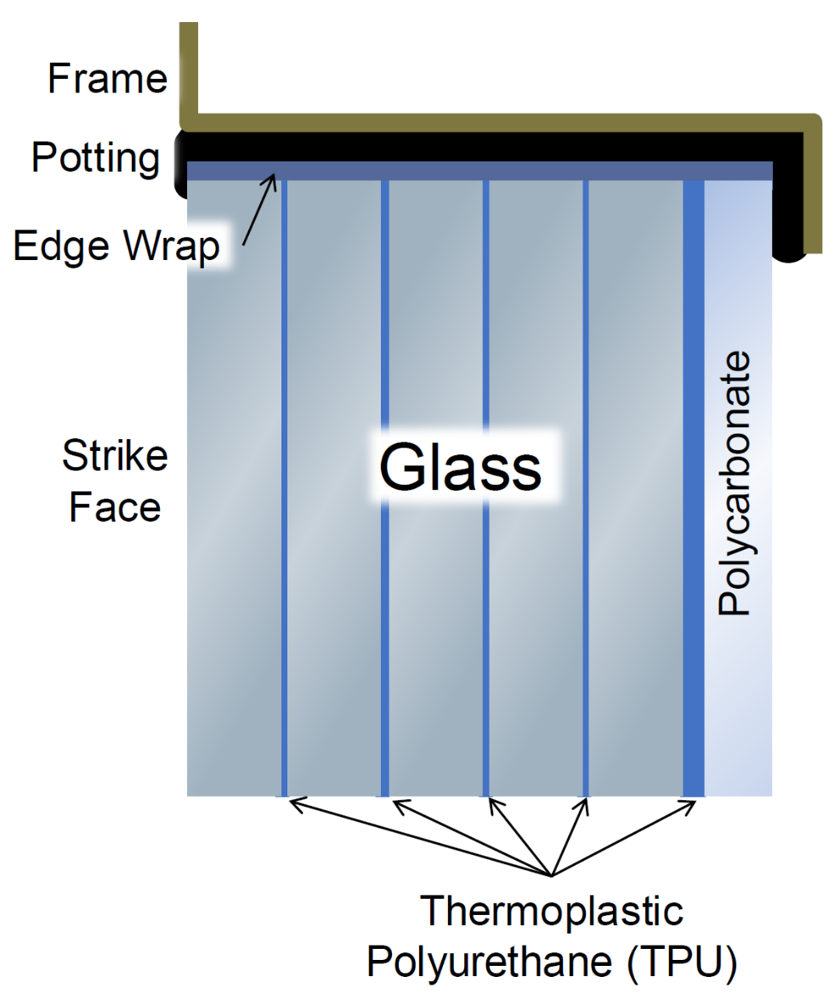 Frame
Potting
Edge Wrap
Strike
Face
Glass
Polycarbonate
Thermoplastic
Polyurethane (TPU)